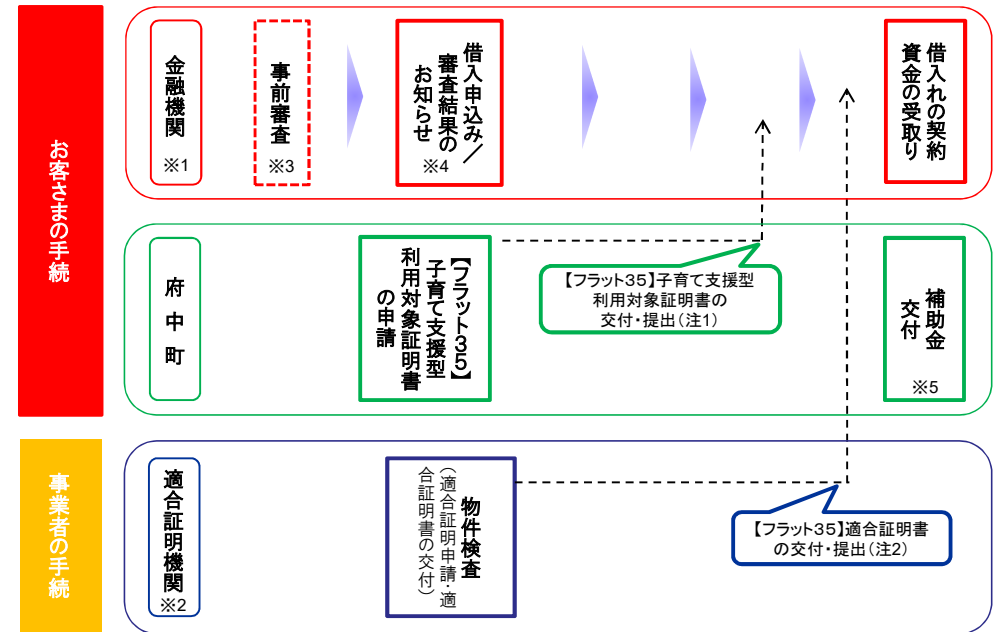 お客さまの手続
金融機関
※1
事前審査
※3
借入申込み／
審査結果の
お知らせ
※4
借入れの契約
資金の受取り
府中町
【フラット３５】
子育て支援型
利用対象証明書
の申請
【フラット35】子育て支援型
利用対象証明書の
交付・提出（注1）
補助金
交付
※5
事業者の手続
適合証明機関
※2
物件検査
（適合証明申請・適
合証明書の交付）
【フラット35】適合証明書
の交付・提出（注2）